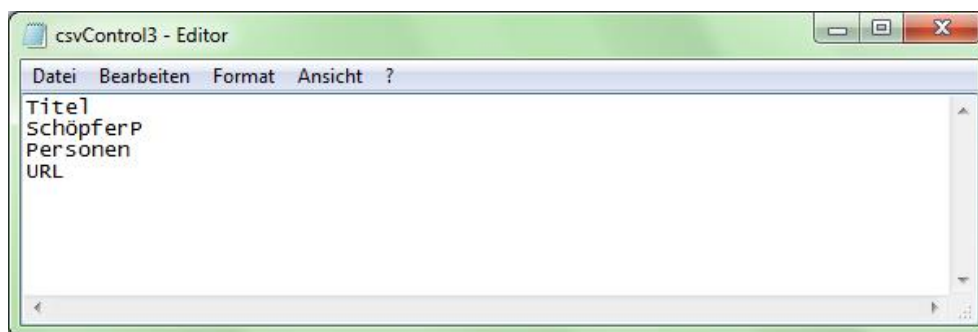 csvControl3 - Editor
Datei Bearbeiten Format Ansicht ?
Titel
SchöpferP
Personen
URL